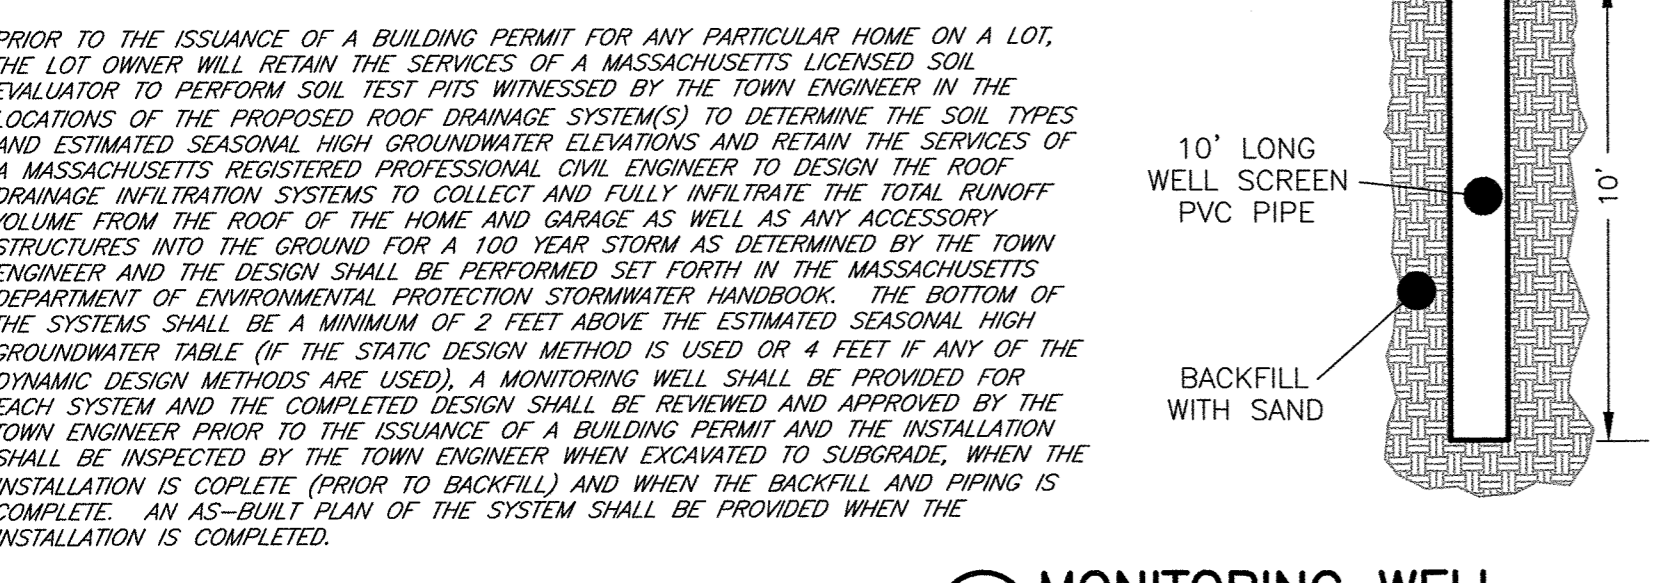 PRIOR TO THE ISSUANCE OF A BUILDING PERMIT FOR ANY PARTICULAR HOME ON A LOT,
THE LOT OWNER WILL RETAIN THE SERVICES OF A MASSACHUSETTS LICENSED SOIL
EVALUATOR TO PERFORM SOIL TEST PITS WITNESSED BY THE TOWN ENGINEER IN THE
LOCATIONS OF THE PROPOSED ROOF DRAINAGE SYSTEM(S) TO DETERMINE THE SOIL TYPES
AND ESTIMATED SEASONAL HIGH GROUNDWATER ELEVATIONS AND RETAIN THE SERVICES OF
A MASSACHUSETTS REGISTERED PROFESSIONAL CIVIL ENGINEER TO DESIGN THE ROOF
DRAINAGE INFILTRATION SYSTEMS TO COLLECT AND FULLY INFILTRATE THE TOTAL RUNOFF
VOLUME FROM THE ROOF OF THE HOME AND GARAGE AS WELL AS ANY ACCESSORY
STRUCTURES INTO THE GROUND FOR A 100 YEAR STORM AS DETERMINED BY THE TOWN
ENGINEER AND THE DESIGN SHALL BE PERFORMED SET FORTH IN THE MASSACHUSETTS
DEPARTMENT OF ENVIRONMENTAL PROTECTION STORMWATER HANDBOOK. THE BOTTOM OF
THE SYSTEMS SHALL BE A MINIMUM OF 2 FEET ABOVE THE ESTIMATED SEASONAL HIGH
GROUNDWATER TABLE (IF THE STATIC DESIGN METHOD IS USED OR 4 FEET IF ANY OF THE
DYNAMIC DESIGN METHODS ARE USED), A MONITORING WELL SHALL BE PROVIDED FOR
EACH SYSTEM AND THE COMPLETED DESIGN SHALL BE REVIEWED AND APPROVED BY THE
TOWN ENGINEER PRIOR TO THE ISSUANCE OF A BUILDING PERMIT AND THE INSTALLATION
SHALL BE INSPECTED BY THE TOWN ENGINEER WHEN EXCAVATED TO SUBGRADE, WHEN THE
INSTALLATION IS COPLETE (PRIOR TO BACKFILL) AND WHEN THE BACKFILL AND PIPING IS
COMPLETE. AN AS-BUILT PLAN OF THE SYSTEM SHALL BE PROVIDED WHEN THE
INSTALLATION IS COMPLETED.
10' LONG
WELL SCREEN
PVC PIPE
BACKFILL
WITH SAND
10'
MONITORING WELL